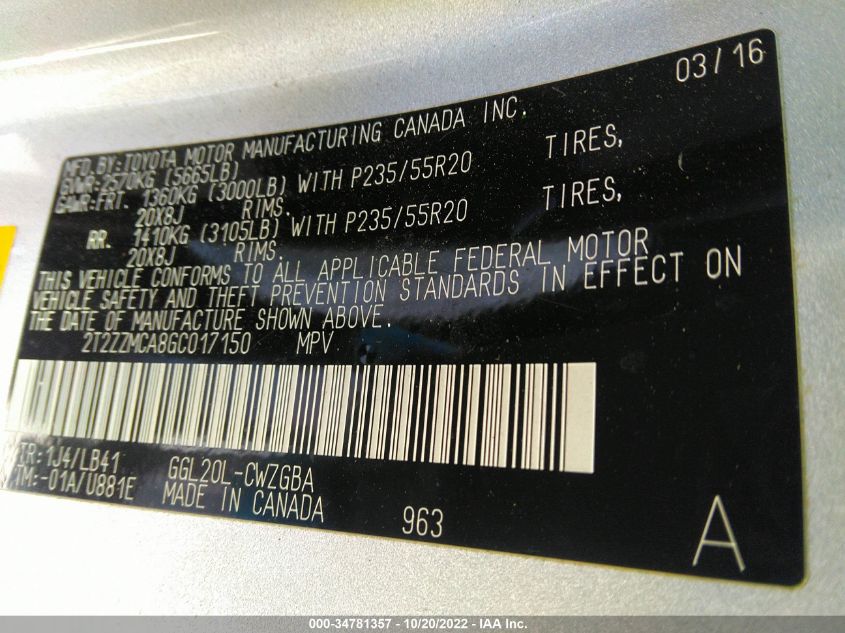 03/16
MFD.BY:TOYOTA MOTOR MANUFACTURING CANADA INC.
GVWR:2570KG (5665LB)
GAWR:FRT. 1360KG (3000LB) WITH P235/55R20 TIRES,
20X8J RIMS.
RR. 1410KG (3105LB) WITH P235/55R20 TIRES,
20X8J RIMS.
THIS VEHICLE CONFORMS TO ALL APPLICABLE FEDERAL MOTOR
VEHICLE SAFETY AND THEFT PREVENTION STANDARDS IN EFFECT ON
THE DATE OF MANUFACTURE SHOWN ABOVE.
2T2ZZMCA8GC017150 MPV
TR:1J4/LB41 GGL20L-CWZGBA
TM:-01A/U881E MADE IN CANADA
963
A
000-34781357 - 10/20/2022 - IAA Inc.